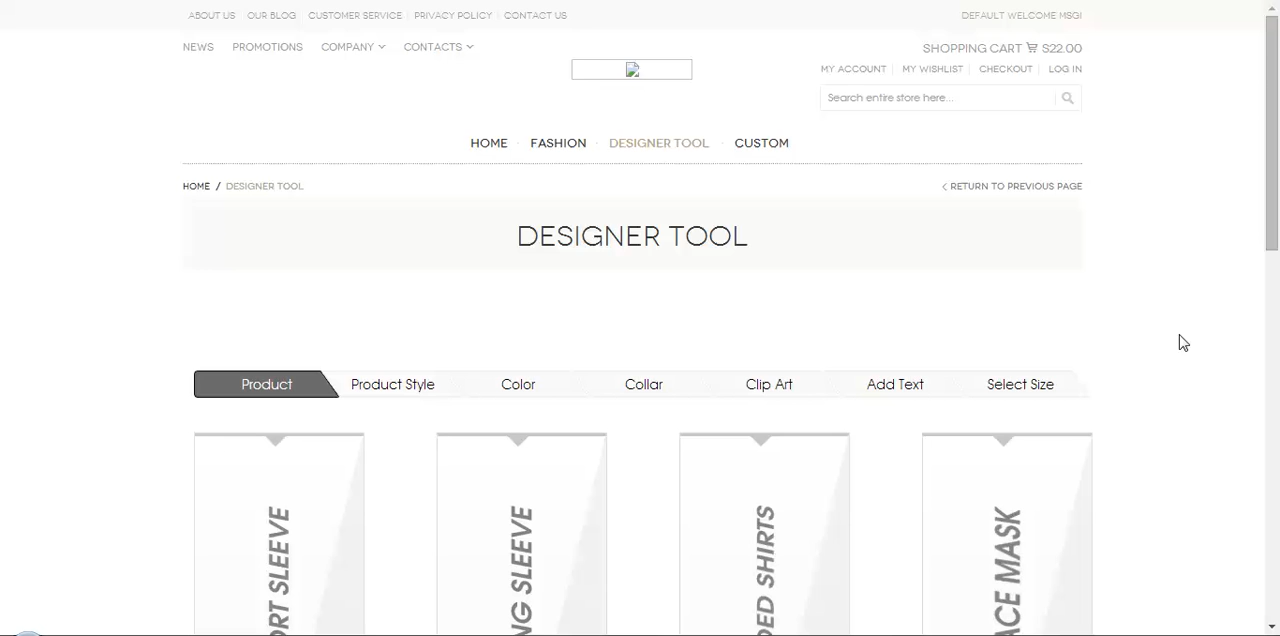 ABOUT US
OUR BLOG
CUSTOMER SERVICE
PRIVACY POLICY
CONTACT US
DEFAULT WELCOME MSG!
NEWS
PROMOTIONS
COMPANY
CONTACTS
SHOPPING CART $22.00
MY ACCOUNT
MY WISHLIST
CHECKOUT
LOG IN
Search entire store here...
HOME
FASHION
DESIGNER TOOL
CUSTOM
HOME / DESIGNER TOOL
RETURN TO PREVIOUS PAGE
DESIGNER TOOL
Product
Product Style
Color
Collar
Clip Art
Add Text
Select Size
ORT SLEEVE
NG SLEEVE
DED SHIRTS
ACE MASK